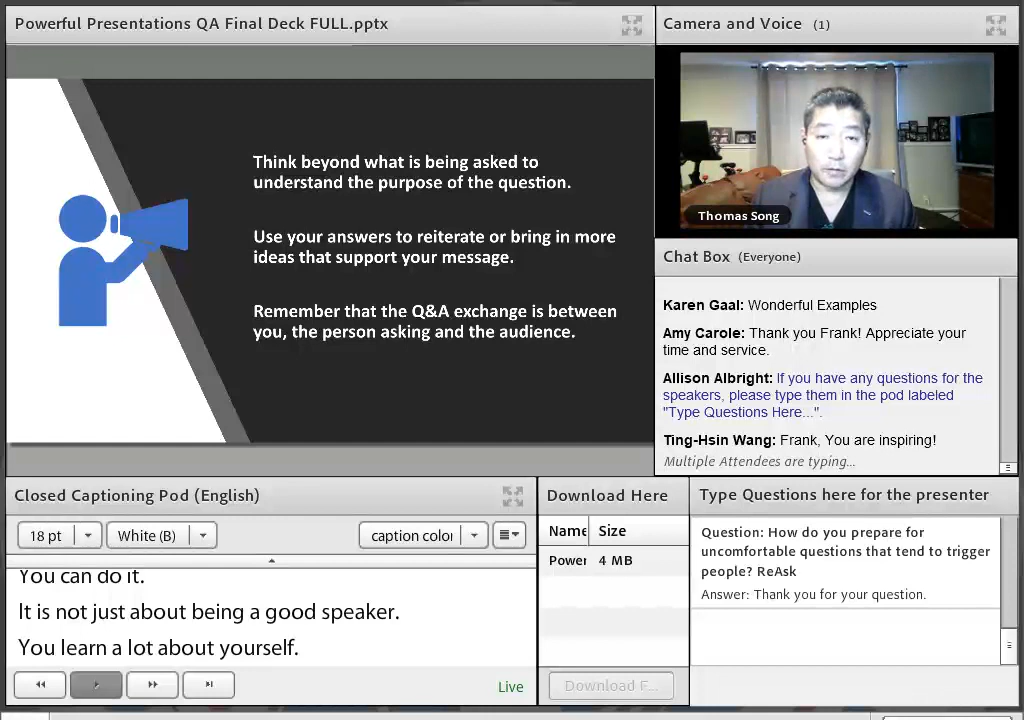 Powerful Presentations QA Final Deck FULL.pptx
Think beyond what is being asked to
understand the purpose of the question.
Use your answers to reiterate or bring in more
ideas that support your message.
Remember that the Q&A exchange is between
you, the person asking and the audience.
Camera and Voice (1)
Thomas Song
Chat Box (Everyone)
Karen Gaal: Wonderful Examples
Amy Carole: Thank you Frank! Appreciate your
time and service.
Allison Albright: If you have any questions for the
speakers, please type them in the pod labeled
"Type Questions Here...".
Ting-Hsin Wang: Frank, You are inspiring!
Multiple Attendees are typing...
Closed Captioning Pod (English)
18 pt
White (B)
caption color
You can do it.
It is not just about being a good speaker.
You learn a lot about yourself.
Live
Download Here
Name Size
Power 4 MB
Download F...
Type Questions here for the presenter
Question: How do you prepare for
uncomfortable questions that tend to trigger
people? ReAsk
Answer: Thank you for your question.